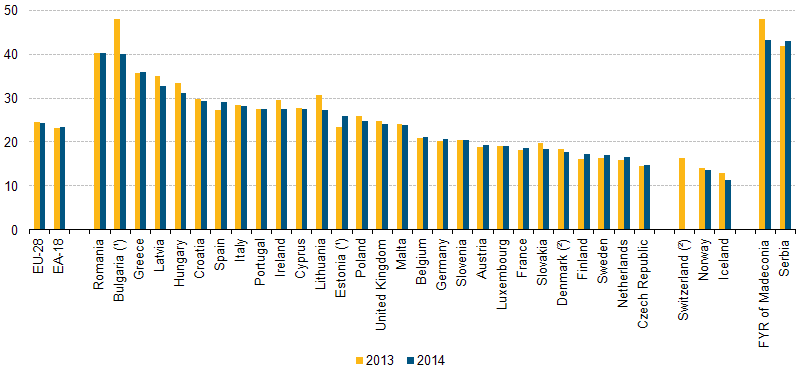 50
40
30
20
10
0
EU-28
EA-18
Romania
Bulgaria (¹)
Greece
Latvia
Hungary
Croatia
Spain
Italy
Portugal
Ireland
Cyprus
Lithuania
Estonia (¹)
Poland
United Kingdom
Malta
Belgium
Germany
Slovenia
Austria
Luxembourg
France
Slovakia
Denmark (²)
Finland
Sweden
Netherlands
Czech Republic
Switzerland (²)
Norway
Iceland
FYR of Madeconia
Serbia
2013 2014